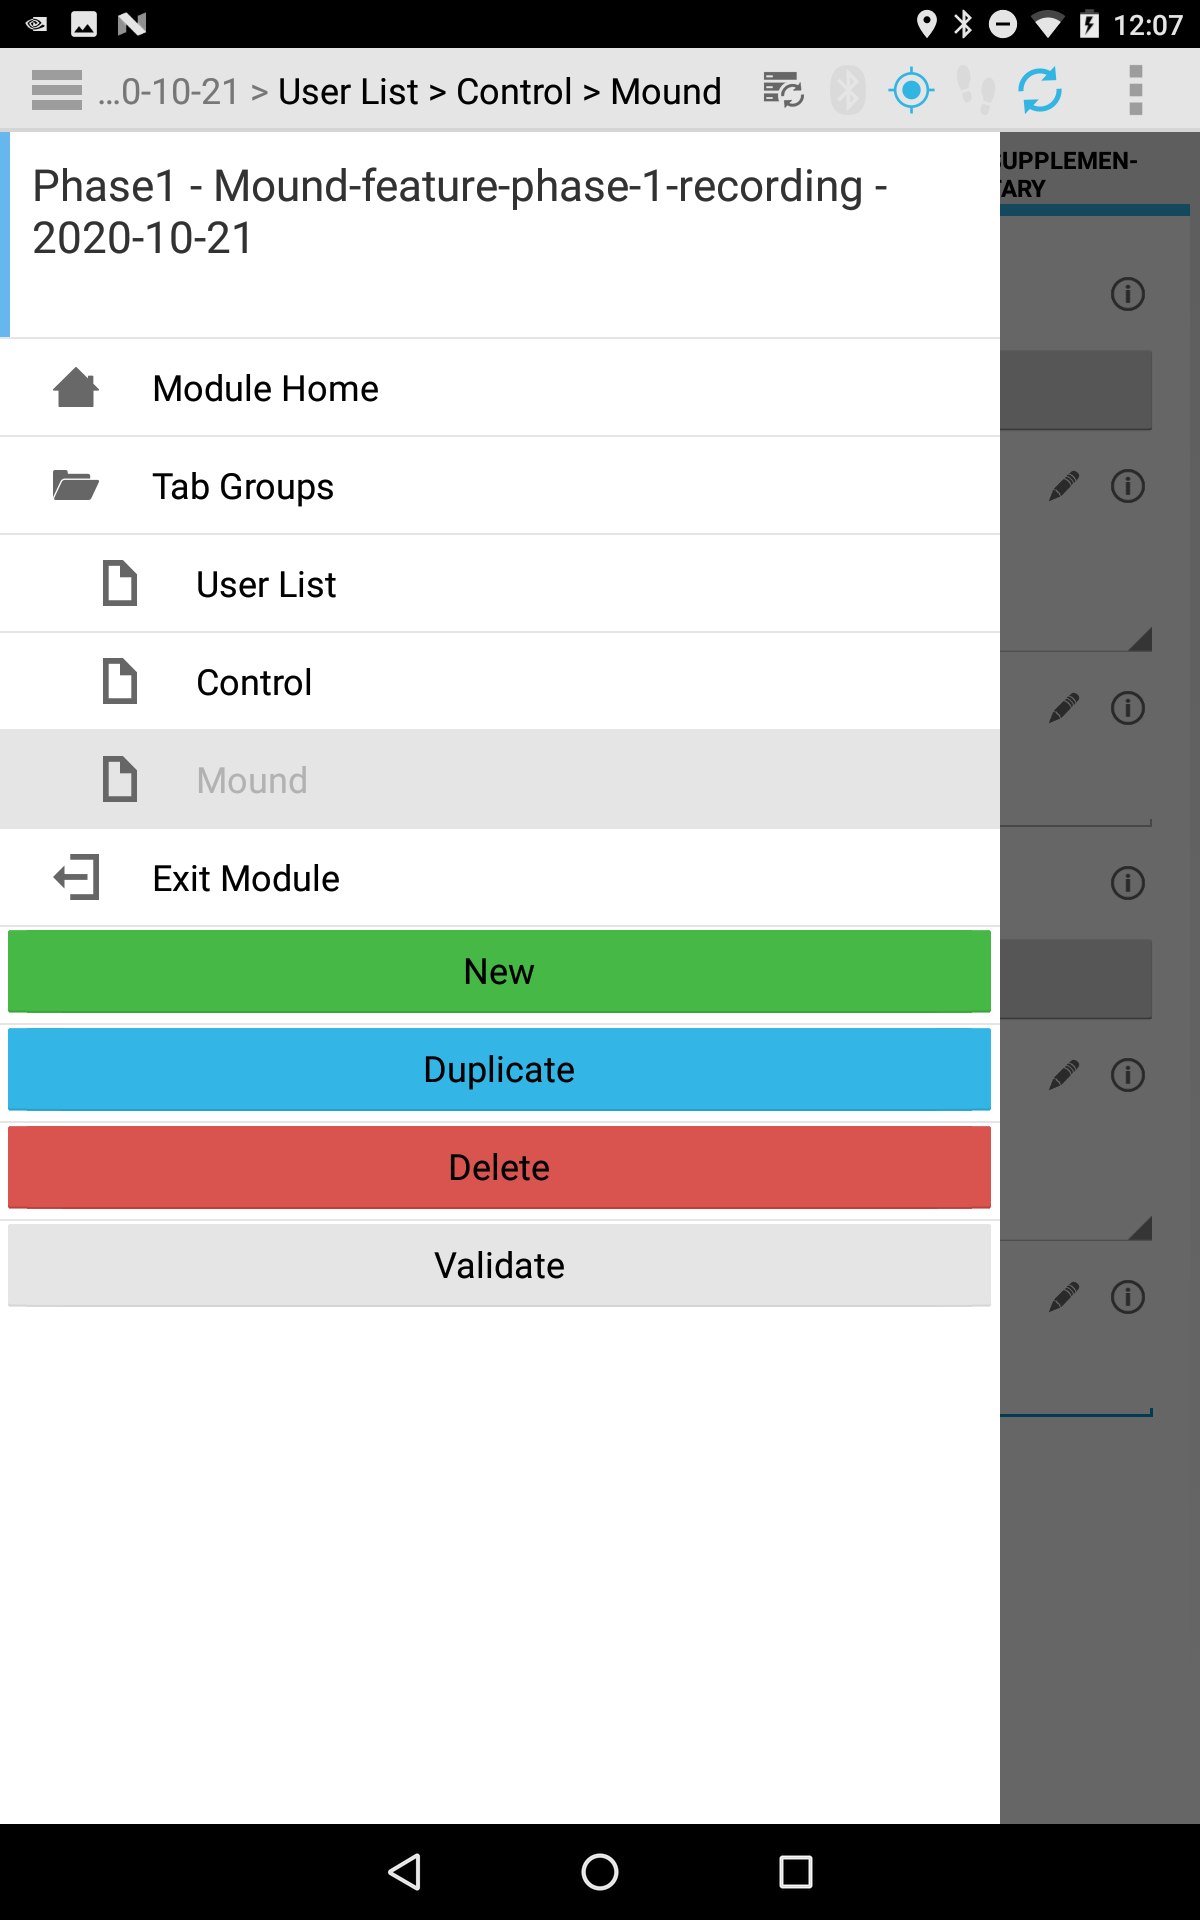 12:07
...0-10-21 > User List > Control > Mound
UPPLEMEN-
ARY
Phase1 - Mound-feature-phase-1-recording -
2020-10-21
Module Home
Tab Groups
User List
Control
Mound
Exit Module
New
Duplicate
Delete
Validate